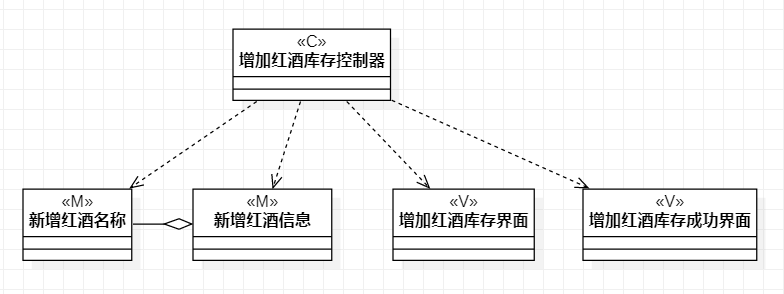 «C»
增加红酒库存控制器
«M»
新增红酒名称
«M»
新增红酒信息
«V»
增加红酒库存界面
«V»
增加红酒库存成功界面